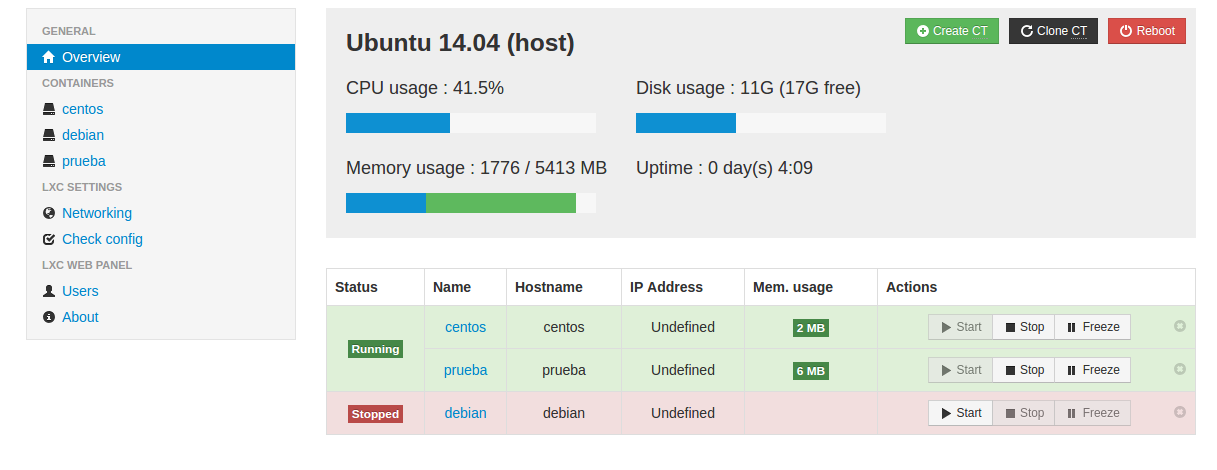 GENERAL
Overview
CONTAINERS
centos
debian
prueba
LXC SETTINGS
Networking
Check config
LXC WEB PANEL
Users
About
Ubuntu 14.04 (host)
Create CT Clone CT Reboot
CPU usage : 41.5% Disk usage : 11G (17G free)
Memory usage : 1776 / 5413 MB Uptime : 0 day(s) 4:09
Status Name Hostname IP Address Mem. usage Actions
Running
centos centos Undefined 2 MB Start Stop Freeze
prueba prueba Undefined 6 MB Start Stop Freeze
Stopped debian debian Undefined Start Stop Freeze